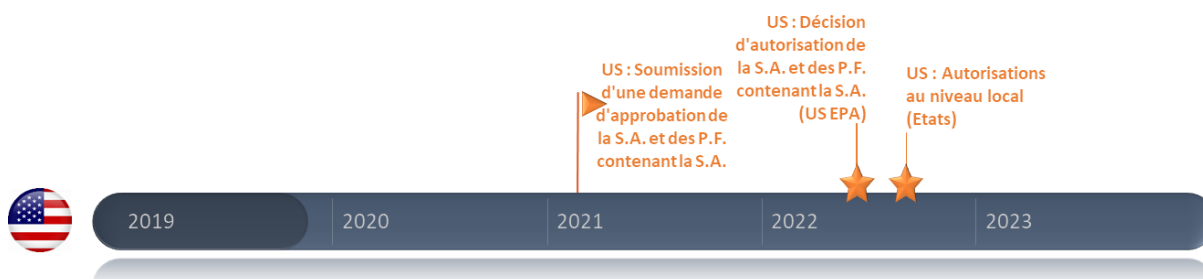 US : Soumission
d'une demande
d'approbation de
la S.A. et des P.F.
contenant la S.A.
US : Décision
d'autorisation de
la S.A. et des P.F.
contenant la S.A.
(US EPA)
US : Autorisations
au niveau local
(Etats)
2019
2020
2021
2022
2023